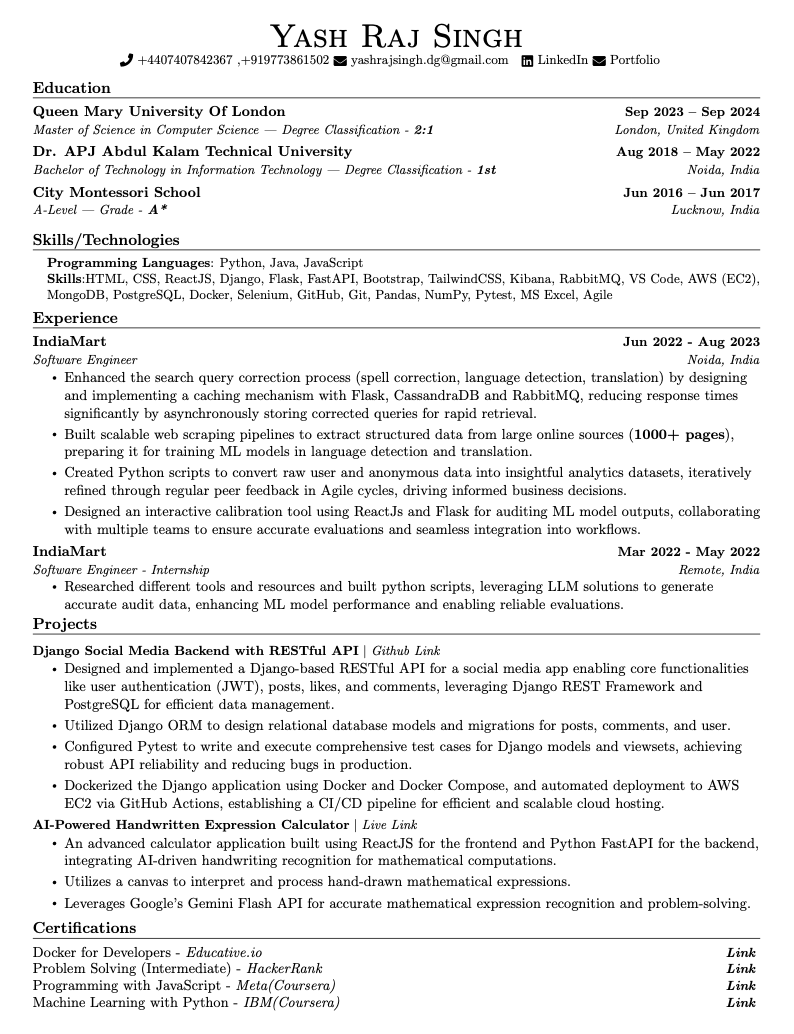 Yash Raj Singh
+4407407842367 ,+919773861502 yashrajsingh.dg@gmail.com LinkedIn Portfolio
Education
Queen Mary University Of London Sep 2023 – Sep 2024
Master of Science in Computer Science — Degree Classification - 2:1 London, United Kingdom
Dr. APJ Abdul Kalam Technical University Aug 2018 – May 2022
Bachelor of Technology in Information Technology — Degree Classification - 1st Noida, India
City Montessori School Jun 2016 – Jun 2017
A-Level — Grade - A* Lucknow, India
Skills/Technologies
Programming Languages: Python, Java, JavaScript
Skills:HTML, CSS, ReactJS, Django, Flask, FastAPI, Bootstrap, TailwindCSS, Kibana, RabbitMQ, VS Code, AWS (EC2),
MongoDB, PostgreSQL, Docker, Selenium, GitHub, Git, Pandas, NumPy, Pytest, MS Excel, Agile
Experience
IndiaMart Jun 2022 - Aug 2023
Software Engineer Noida, India
• Enhanced the search query correction process (spell correction, language detection, translation) by designing
and implementing a caching mechanism with Flask, CassandraDB and RabbitMQ, reducing response times
significantly by asynchronously storing corrected queries for rapid retrieval.
• Built scalable web scraping pipelines to extract structured data from large online sources (1000+ pages),
preparing it for training ML models in language detection and translation.
• Created Python scripts to convert raw user and anonymous data into insightful analytics datasets, iteratively
refined through regular peer feedback in Agile cycles, driving informed business decisions.
• Designed an interactive calibration tool using ReactJs and Flask for auditing ML model outputs, collaborating
with multiple teams to ensure accurate evaluations and seamless integration into workflows.
IndiaMart Mar 2022 - May 2022
Software Engineer - Internship Remote, India
• Researched different tools and resources and built python scripts, leveraging LLM solutions to generate
accurate audit data, enhancing ML model performance and enabling reliable evaluations.
Projects
Django Social Media Backend with RESTful API | Github Link
• Designed and implemented a Django-based RESTful API for a social media app enabling core functionalities
like user authentication (JWT), posts, likes, and comments, leveraging Django REST Framework and
PostgreSQL for efficient data management.
• Utilized Django ORM to design relational database models and migrations for posts, comments, and user.
• Configured Pytest to write and execute comprehensive test cases for Django models and viewsets, achieving
robust API reliability and reducing bugs in production.
• Dockerized the Django application using Docker and Docker Compose, and automated deployment to AWS
EC2 via GitHub Actions, establishing a CI/CD pipeline for efficient and scalable cloud hosting.
AI-Powered Handwritten Expression Calculator | Live Link
• An advanced calculator application built using ReactJS for the frontend and Python FastAPI for the backend,
integrating AI-driven handwriting recognition for mathematical computations.
• Utilizes a canvas to interpret and process hand-drawn mathematical expressions.
• Leverages Google's Gemini Flash API for accurate mathematical expression recognition and problem-solving.
Certifications
Docker for Developers - Educative.io Link
Problem Solving (Intermediate) - HackerRank Link
Programming with JavaScript - Meta(Coursera) Link
Machine Learning with Python - IBM(Coursera) Link